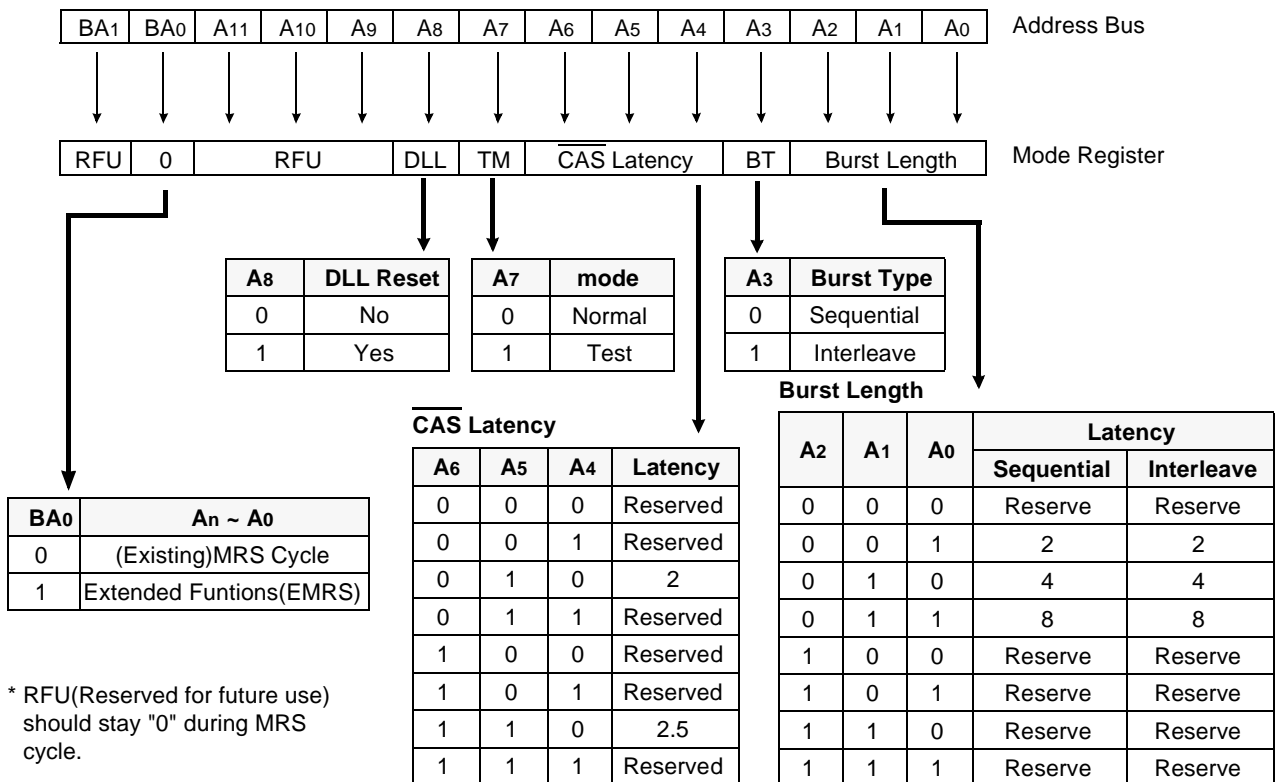 BA1 BA0 A11 A10 A9 A8 A7 A6 A5 A4 A3 A2 A1 A0 Address Bus
RFU 0 RFU DLL TM CAS Latency BT Burst Length Mode Register
A8 DLL Reset
0 No
1 Yes
A7 mode
0 Normal
1 Test
A3 Burst Type
0 Sequential
1 Interleave
BA0 An ~ A0
0 (Existing)MRS Cycle
1 Extended Funtions(EMRS)
* RFU(Reserved for future use)
should stay "0" during MRS
cycle.
CAS Latency
A6 A5 A4 Latency
0 0 0 Reserved
0 0 1 Reserved
0 1 0 2
0 1 1 Reserved
1 0 0 Reserved
1 0 1 Reserved
1 1 0 2.5
1 1 1 Reserved
Burst Length
A2 A1 A0 Latency
Sequential Interleave
0 0 0 Reserve Reserve
0 0 1 2 2
0 1 0 4 4
0 1 1 8 8
1 0 0 Reserve Reserve
1 0 1 Reserve Reserve
1 1 0 Reserve Reserve
1 1 1 Reserve Reserve